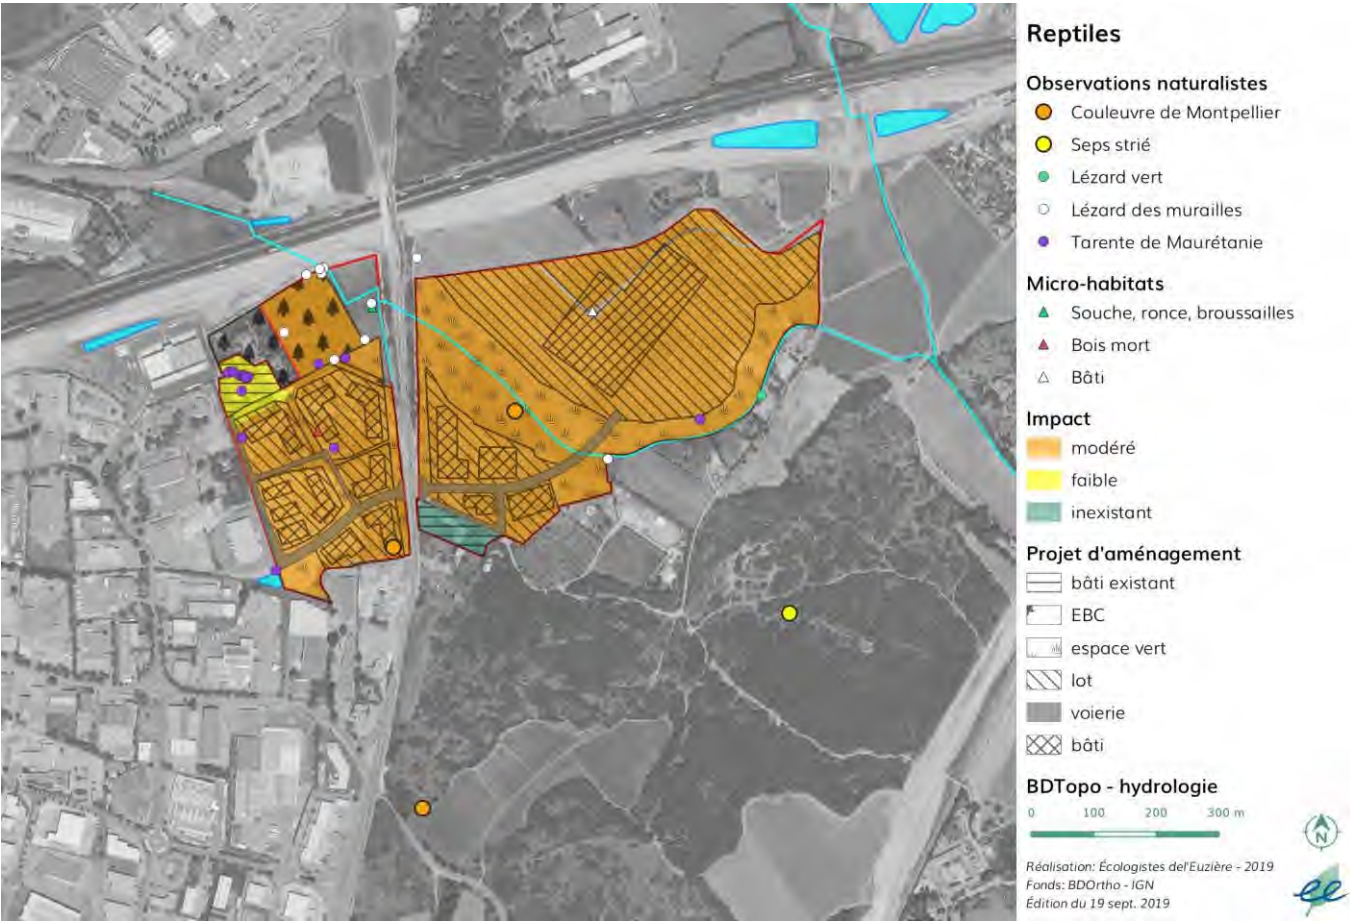 Reptiles
Observations naturalistes
Couleuvre de Montpellier
Seps strié
Lézard vert
Lézard des murailles
Tarente de Maurétanie
Micro-habitats
Souche, ronce, broussailles
Bois mort
Bâti
Impact
modéré
faible
inexistant
Projet d'aménagement
bâti existant
EBC
espace vert
lot
voierie
bâti
BDTopo - hydrologie
0 100 200 300 m
N
Réalisation: Écologistes del'Euzière - 2019
Fonds: BDOrtho - IGN
Édition du 19 sept. 2019
ee